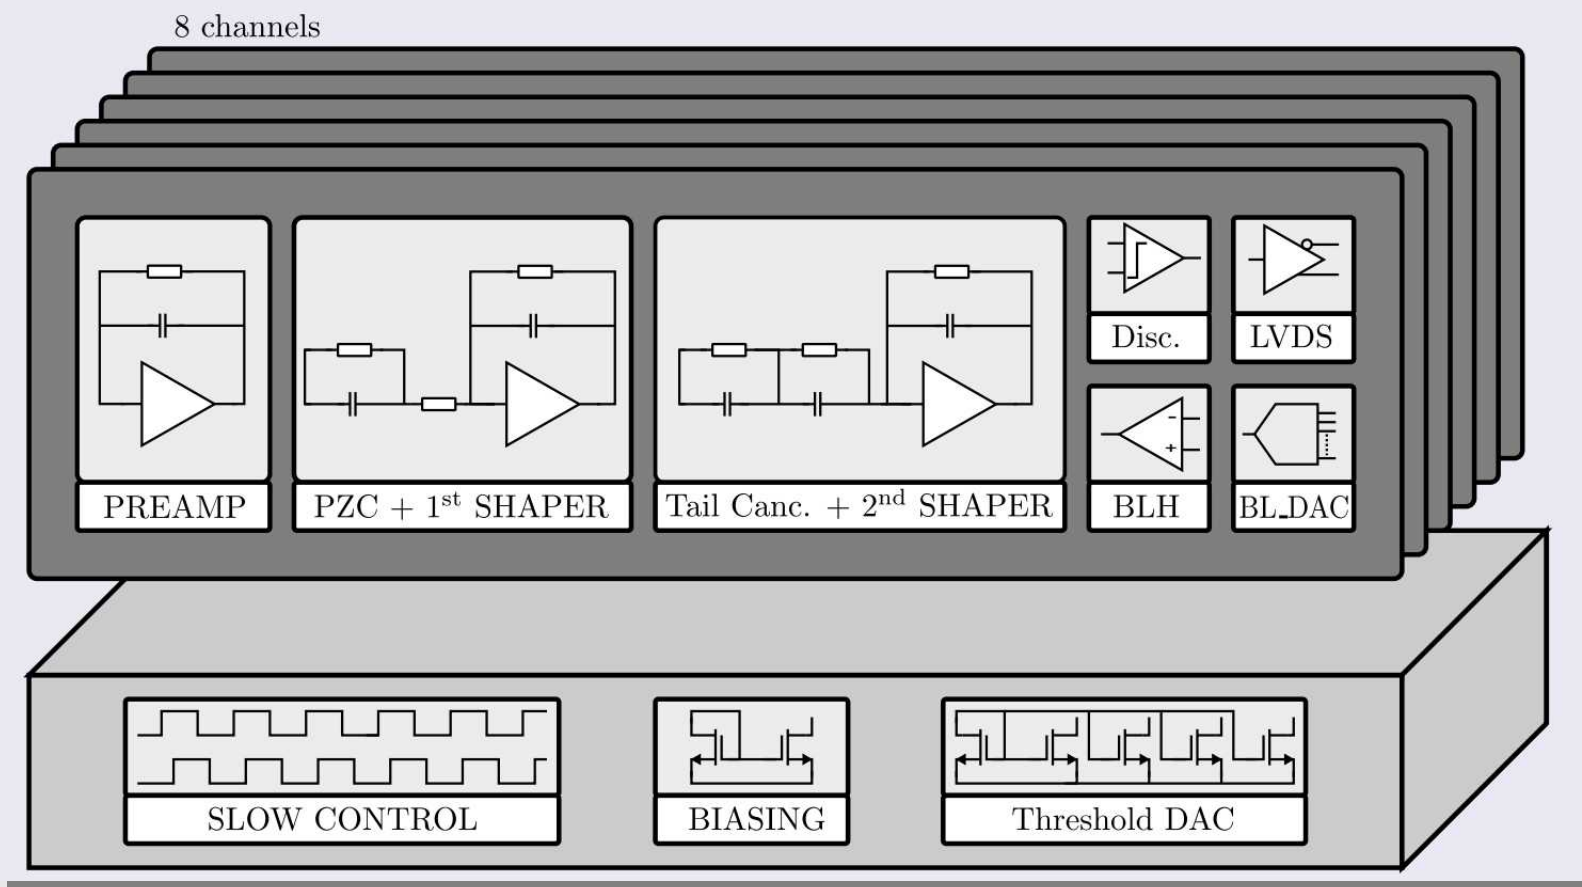 8 channels
Disc.
LVDS
PREAMP
PZC + 1st SHAPER
Tail Canc. + 2nd SHAPER
- +
BLH
BL_DAC
SLOW CONTROL
BIASING
Threshold DAC